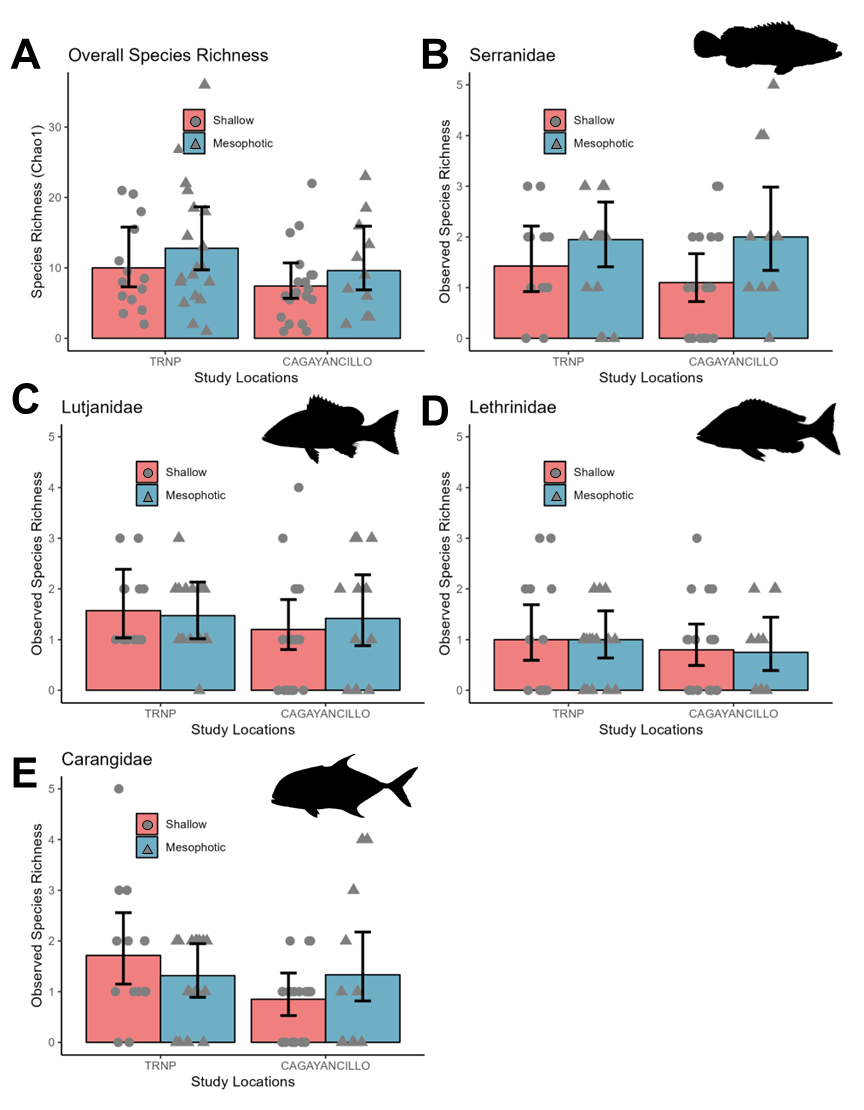 A
Overall Species Richness
Species Richness (Chao1)
30
20
10
0
Shallow
Mesophotic
TRNP
CAGAYANCILLO
Study Locations
B
Serranidae
Observed Species Richness
5
4
3
2
1
0
Shallow
Mesophotic
TRNP
CAGAYANCILLO
Study Locations
C
Lutjanidae
Observed Species Richness
5
4
3
2
1
0
Shallow
Mesophotic
TRNP
CAGAYANCILLO
Study Locations
D
Lethrinidae
Observed Species Richness
5
4
3
2
1
0
Shallow
Mesophotic
TRNP
CAGAYANCILLO
Study Locations
E
Carangidae
Observed Species Richness
5
4
3
2
1
0
Shallow
Mesophotic
TRNP
CAGAYANCILLO
Study Locations